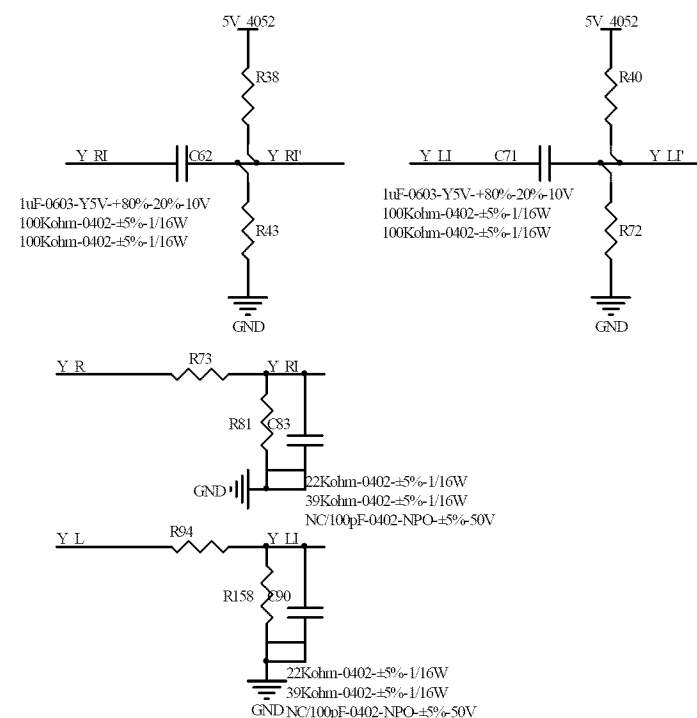 5V_4052
R38
Y_RI
C62
Y_RI'
1uF-0603-Y5V-+80%-20%-10V
100Kohm-0402-±5%-1/16W
100Kohm-0402-±5%-1/16W
R43
GND
5V_4052
R40
Y_LI
C71
Y_LI'
1uF-0603-Y5V-+80%-20%-10V
100Kohm-0402-±5%-1/16W
100Kohm-0402-±5%-1/16W
R72
GND
Y_R
R73
Y_RI
R81
C83
GND
22Kohm-0402-±5%-1/16W
39Kohm-0402-±5%-1/16W
NC/100pF-0402-NPO-±5%-50V
Y_L
R94
Y_LI
R158
C90
22Kohm-0402-±5%-1/16W
39Kohm-0402-±5%-1/16W
GND
NC/100pF-0402-NPO-±5%-50V